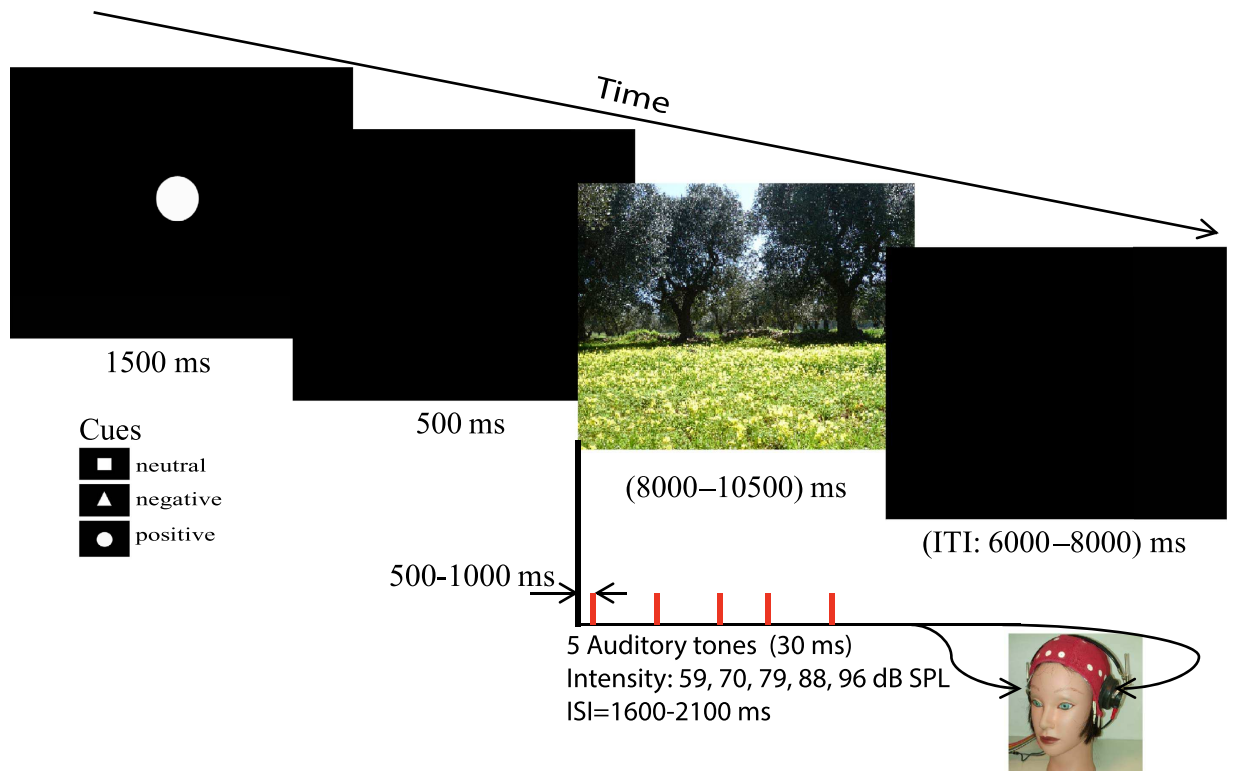 Time
1500 ms
500 ms
Cues
neutral
negative
positive
(8000–10500) ms
(ITI: 6000–8000) ms
500-1000 ms
5 Auditory tones (30 ms)
Intensity: 59, 70, 79, 88, 96 dB SPL
ISI=1600-2100 ms